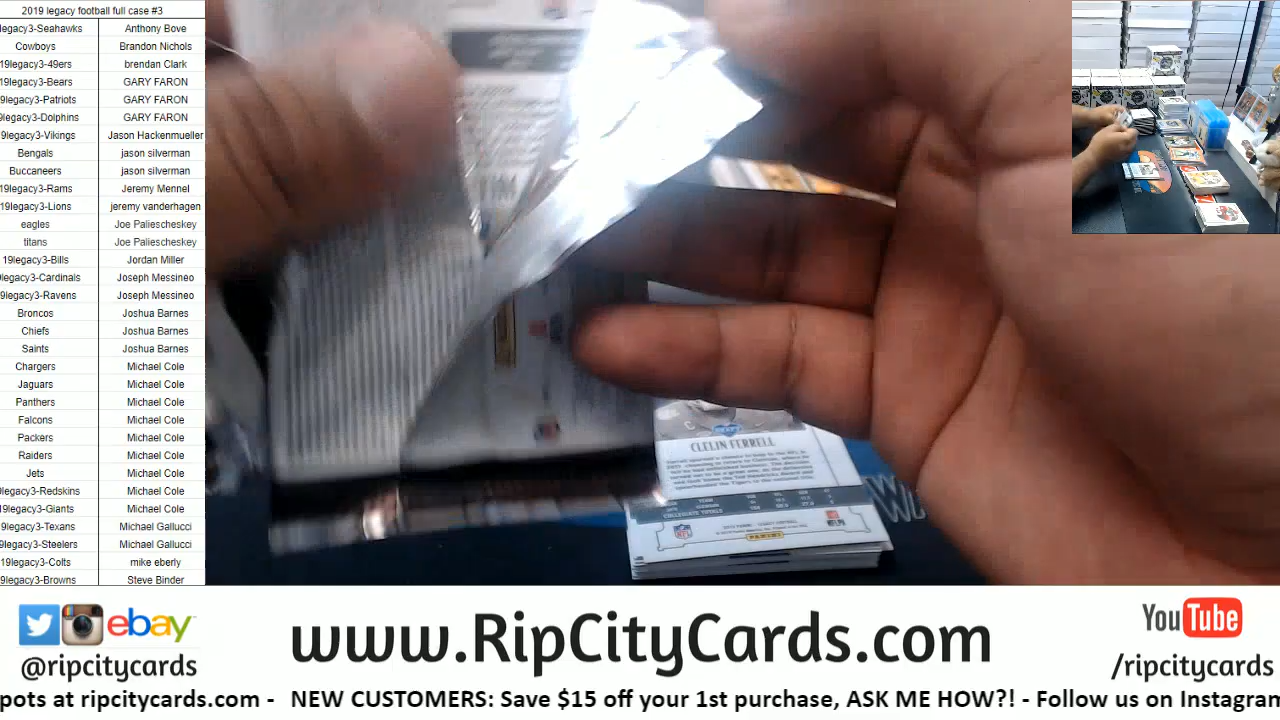 2019 legacy football full case #3
legacy3-Seahawks Anthony Bove
Cowboys Brandon Nichols
19legacy3-49ers brendan Clark
19legacy3-Bears GARY FARON
19legacy3-Patriots GARY FARON
19legacy3-Dolphins GARY FARON
9legacy3-Vikings Jason Hackenmueller
Bengals jason silverman
Buccaneers jason silverman
19legacy3-Rams Jeremy Mennel
19legacy3-Lions jeremy vanderhagen
eagles Joe Paliescheskey
titans Joe Paliescheskey
19legacy3-Bills Jordan Miller
legacy3-Cardinals Joseph Messineo
9legacy3-Ravens Joseph Messineo
Broncos Joshua Barnes
Chiefs Joshua Barnes
Saints Joshua Barnes
Chargers Michael Cole
Jaguars Michael Cole
Panthers Michael Cole
Falcons Michael Cole
Packers Michael Cole
Raiders Michael Cole
Jets Michael Cole
legacy3-Redskins Michael Cole
9legacy3-Giants Michael Cole
9legacy3-Texans Michael Gallucci
9legacy3-Steelers Michael Gallucci
19legacy3-Colts mike eberly
9legacy3-Browns Steve Binder
CLELIN FERRELL
NFL
PANINI
ebay
@ripcitycards
www.RipCityCards.com
YouTube
/ripcitycards
pots at ripcitycards.com - NEW CUSTOMERS: Save $15 off your 1st purchase, ASK ME HOW?! - Follow us on Instagran